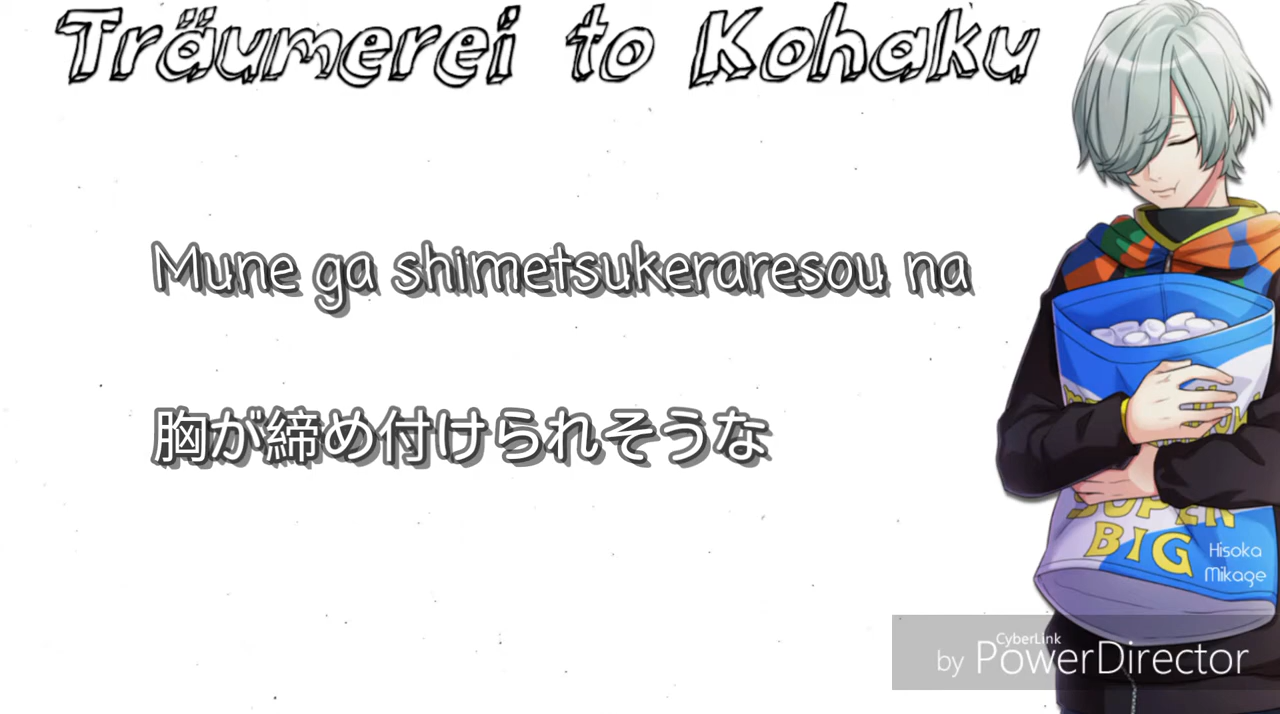 Träumerei to Kohaku
Mune ga shimetsukeraresou na
胸が締め付けられそうな
SUPER
BIG
Hisoka
Mikage
CyberLink
by PowerDirector